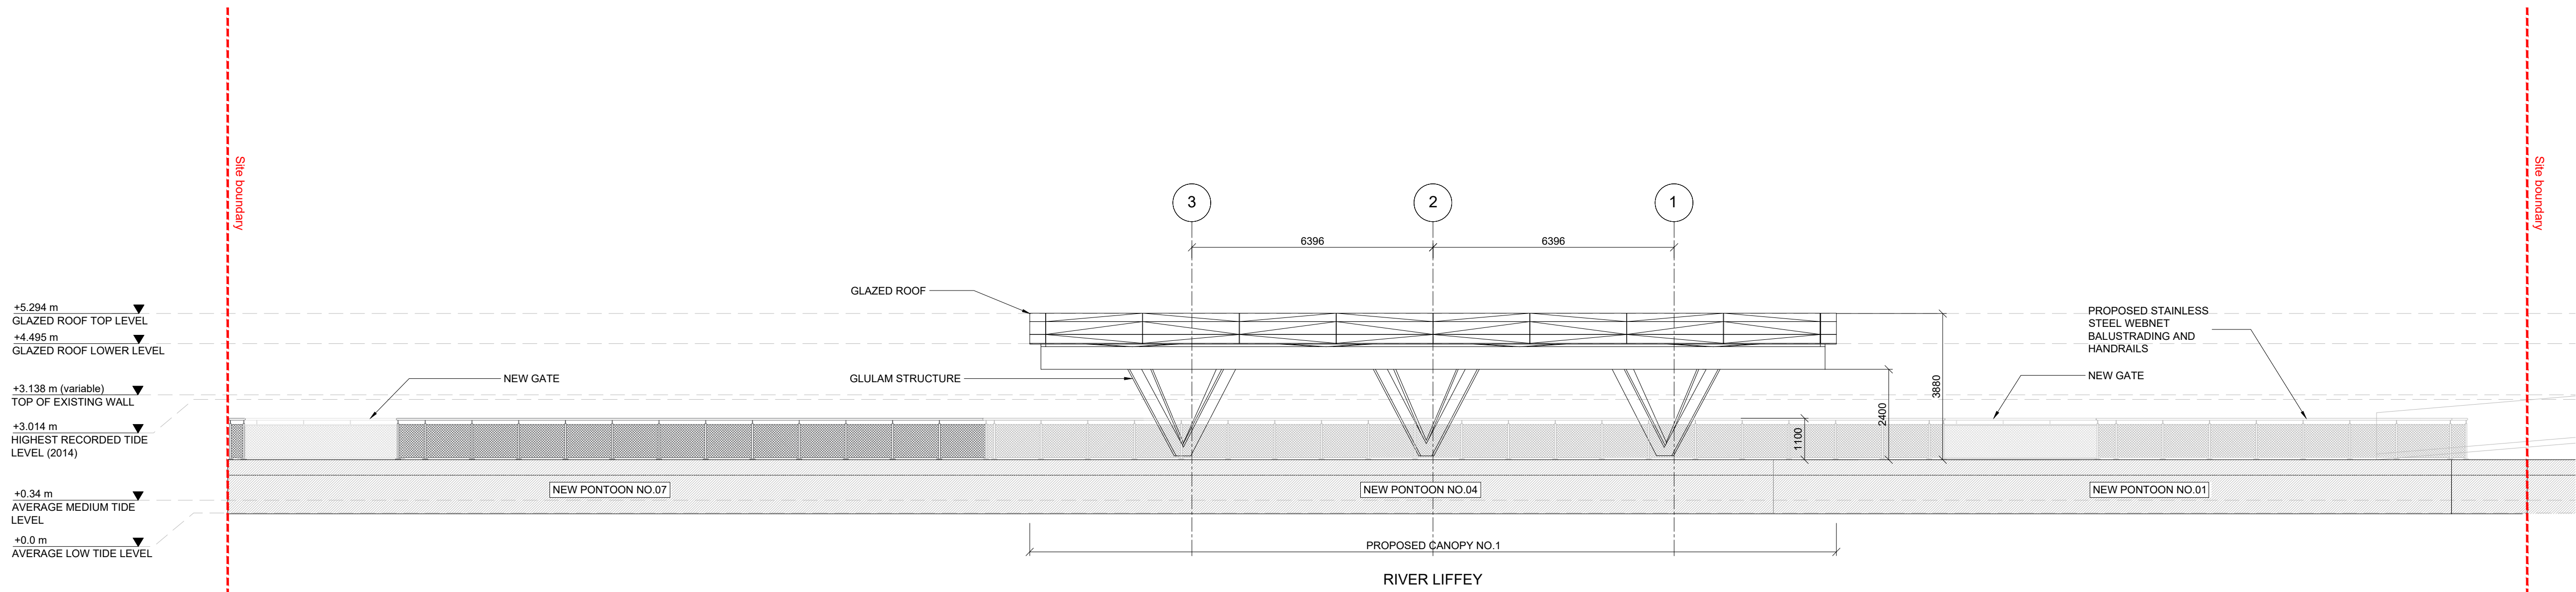 Site boundary
Site boundary
3
2
1
6396
6396
GLAZED ROOF
+5.294 m
GLAZED ROOF TOP LEVEL
+4.495 m
GLAZED ROOF LOWER LEVEL
+3.138 m (variable)
TOP OF EXISTING WALL
+3.014 m
HIGHEST RECORDED TIDE
LEVEL (2014)
+0.34 m
AVERAGE MEDIUM TIDE
LEVEL
+0.0 m
AVERAGE LOW TIDE LEVEL
NEW GATE
GLULAM STRUCTURE
PROPOSED STAINLESS
STEEL WEBNET
BALUSTRADING AND
HANDRAILS
NEW GATE
3880
2400
1100
NEW PONTOON NO.07
NEW PONTOON NO.04
NEW PONTOON NO.01
PROPOSED CANOPY NO.1
RIVER LIFFEY